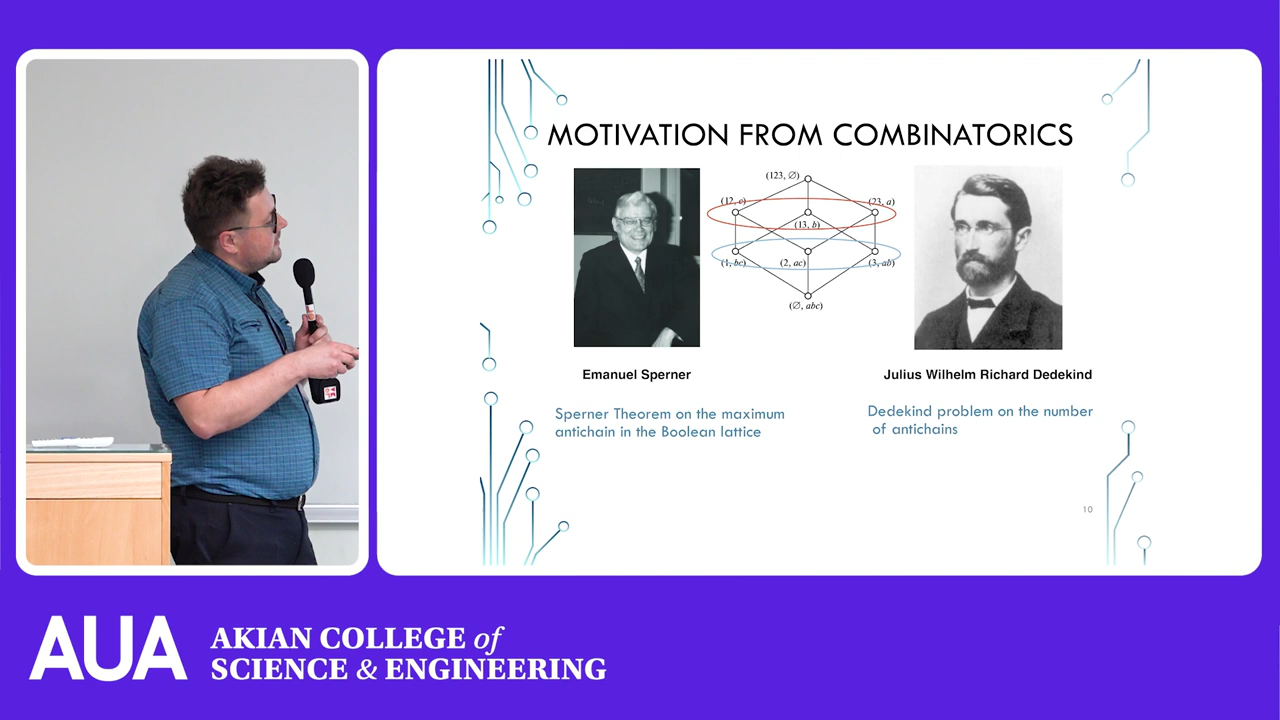 MOTIVATION FROM COMBINATORICS
(123, ∅)
(12, c)
(23, a)
(13, b)
(1, bc)
(2, ac)
(3, ab)
(∅, abc)
Emanuel Sperner
Julius Wilhelm Richard Dedekind
Sperner Theorem on the maximum
antichain in the Boolean lattice
Dedekind problem on the number
of antichains
10
AUA
AKIAN COLLEGE of
SCIENCE & ENGINEERING